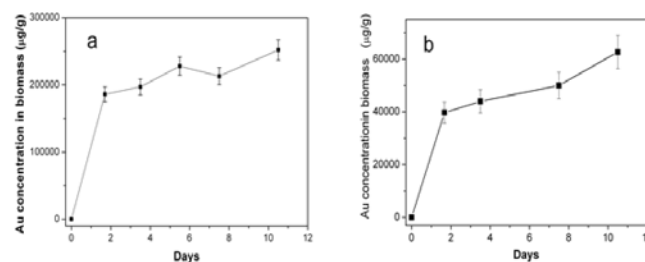 a
Au concentration in biomass (µg/g)
300000
200000
100000
0
0 2 4 6 8 10 12
Days
b
Au concentrationin biomass (µg/g)
60000
40000
20000
0
0 2 4 6 8 10 12
Days